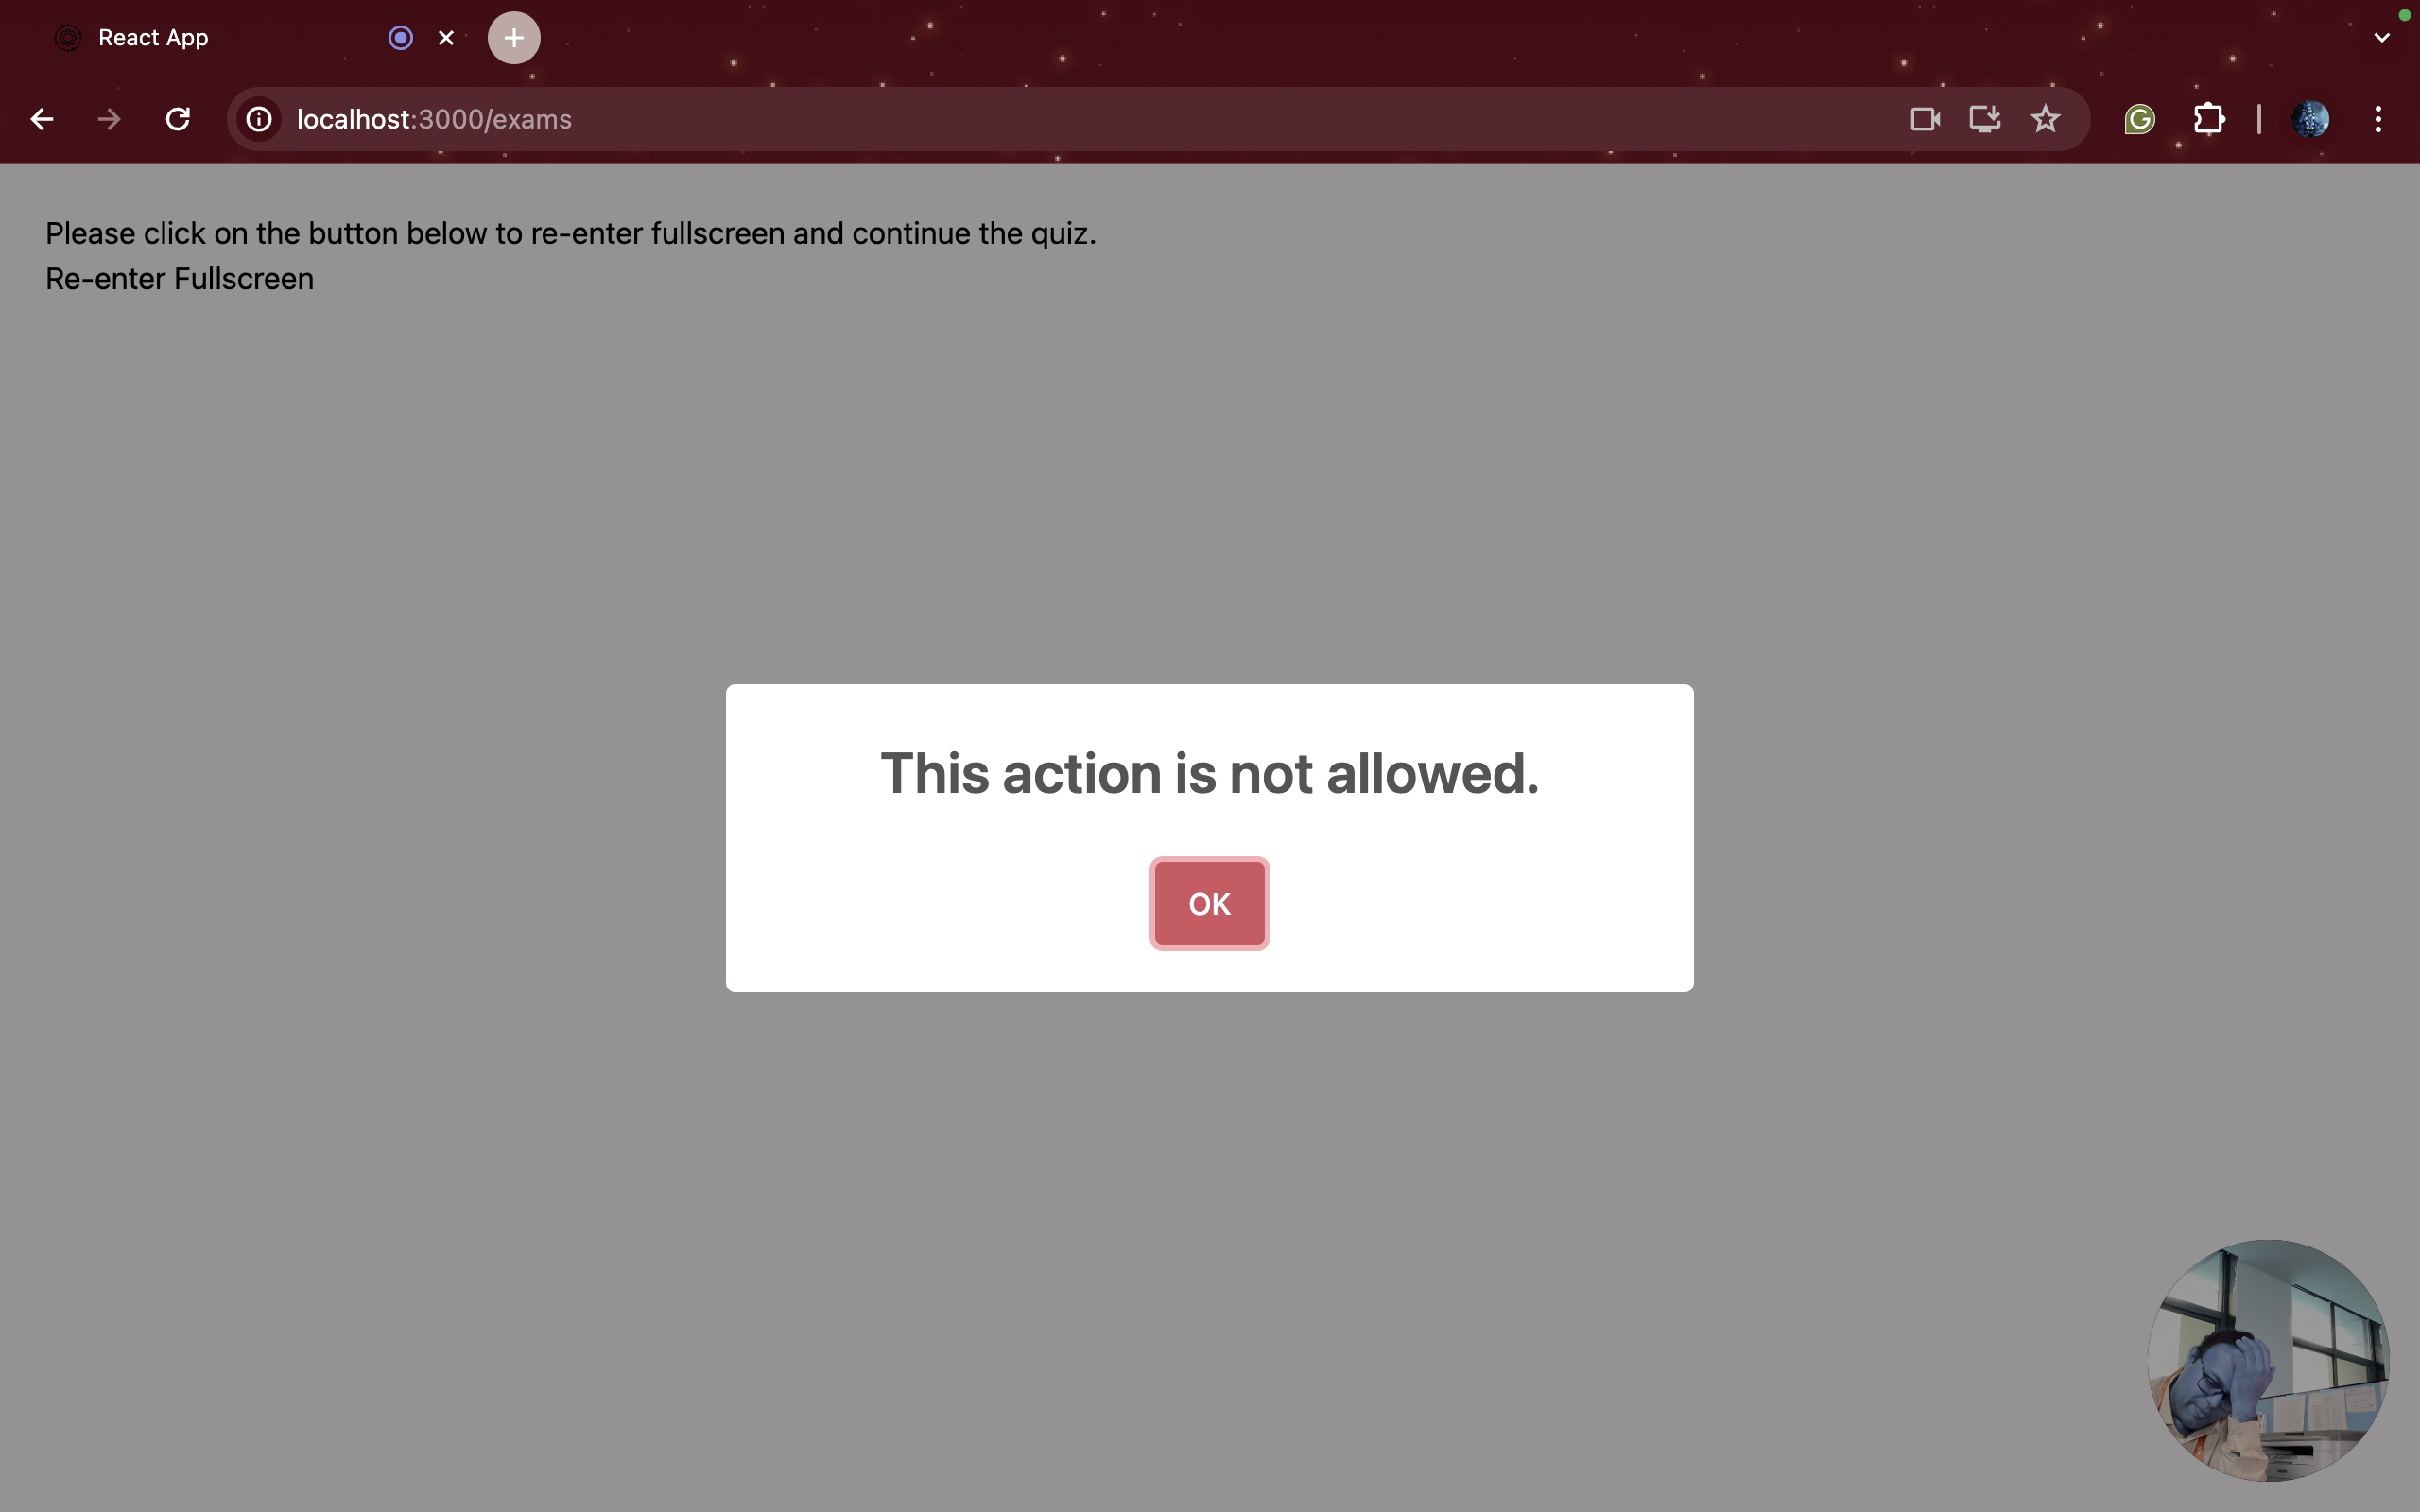 React App
localhost:3000/exams
Please click on the button below to re-enter fullscreen and continue the quiz.
Re-enter Fullscreen
This action is not allowed.
OK